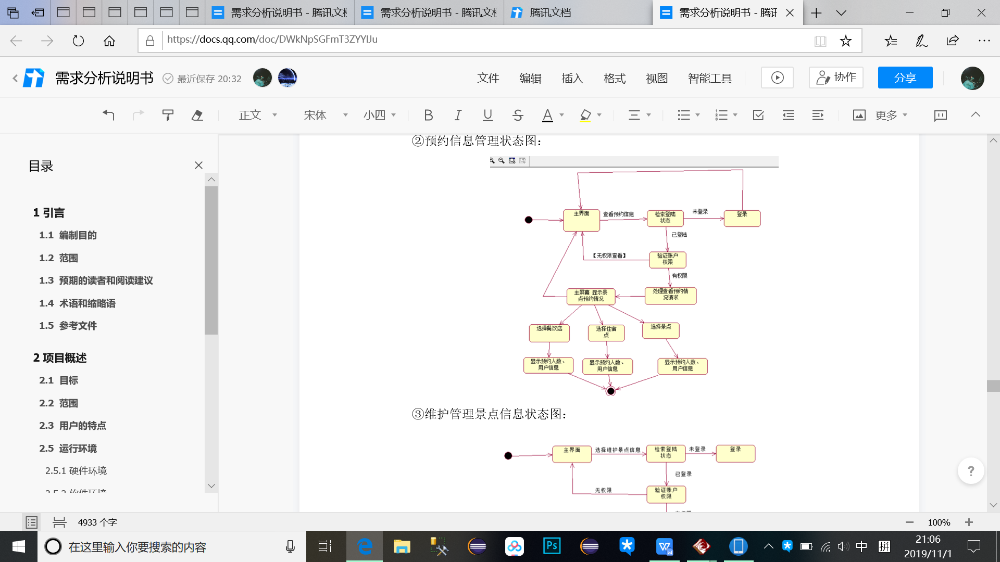 需求分析说明书 - 腾讯文档
需求分析说明书 - 腾讯文档
腾讯文档
需求分析说明书 - 腾讯
https://docs.qq.com/doc/DWkNpSGFmT3ZYYlJu
需求分析说明书
最近保存 20:32
文件 编辑 插入 格式 视图 智能工具
协作
分享
正文
宋体
小四
B I U S A
更多
目录
1 引言
1.1 编制目的
1.2 范围
1.3 预期的读者和阅读建议
1.4 术语和缩略语
1.5 参考文件
2 项目概述
2.1 目标
2.2 范围
2.3 用户的特点
2.5 运行环境
2.5.1 硬件环境
2.5.2 软件环境
②预约信息管理状态图：
主界面
查看预约信息
检索登陆
状态
未登录
登录
已登陆
【无权限查看】
验证账户
权限
有权限
主屏幕 显示景
点预约情况
处理查看预约情
况请求
选择餐饮店
选择住宿
点
选择景点
显示预约人数、
用户信息
显示预约人数、
用户信息
显示预约人数、
用户信息
③维护管理景点信息状态图：
主界面
选择维护景点信息
检索登陆
状态
未登录
登录
已登录
无权限
验证账户
权限
?
4933 个字
100%
在这里输入你要搜索的内容
Ps
中
拼
21:06
2019/11/1